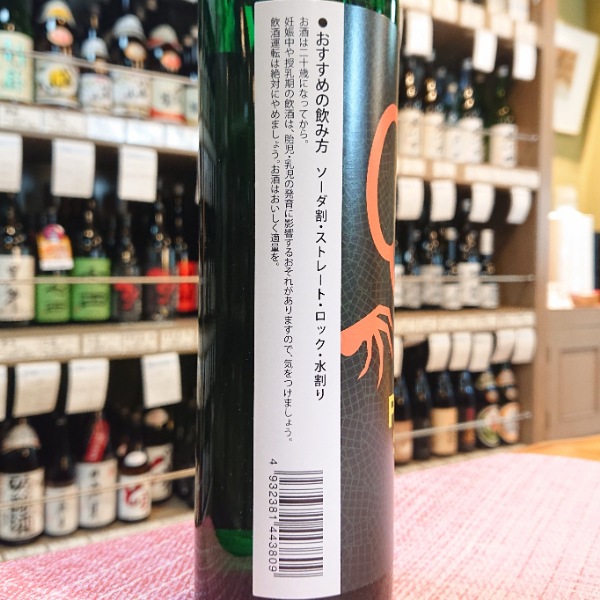 ●おすすめの飲み方　ソーダ割・ストレート・ロック・水割り
お酒は二十歳になってから。
妊娠中や授乳期の飲酒は、胎児・乳児の発育に影響するおそれがありますので、気をつけましょう。
飲酒運転は絶対にやめましょう。お酒はおいしく適量を。
4 932381 443809